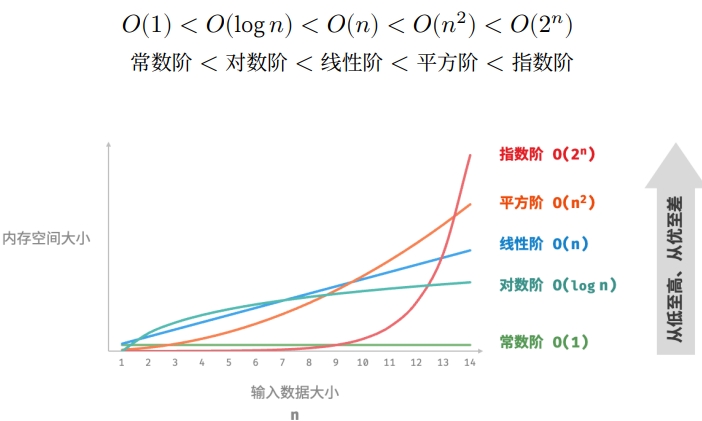 O(1) < O(log n) < O(n) < O(n²) < O(2ⁿ)
常数阶 < 对数阶 < 线性阶 < 平方阶 < 指数阶
指数阶 O(2ⁿ)
平方阶 O(n²)
内存空间大小
线性阶 O(n)
对数阶 O(log n)
常数阶 O(1)
从低至高、从优至差
1 2 3 4 5 6 7 8 9 10 11 12 13 14
输入数据大小
n